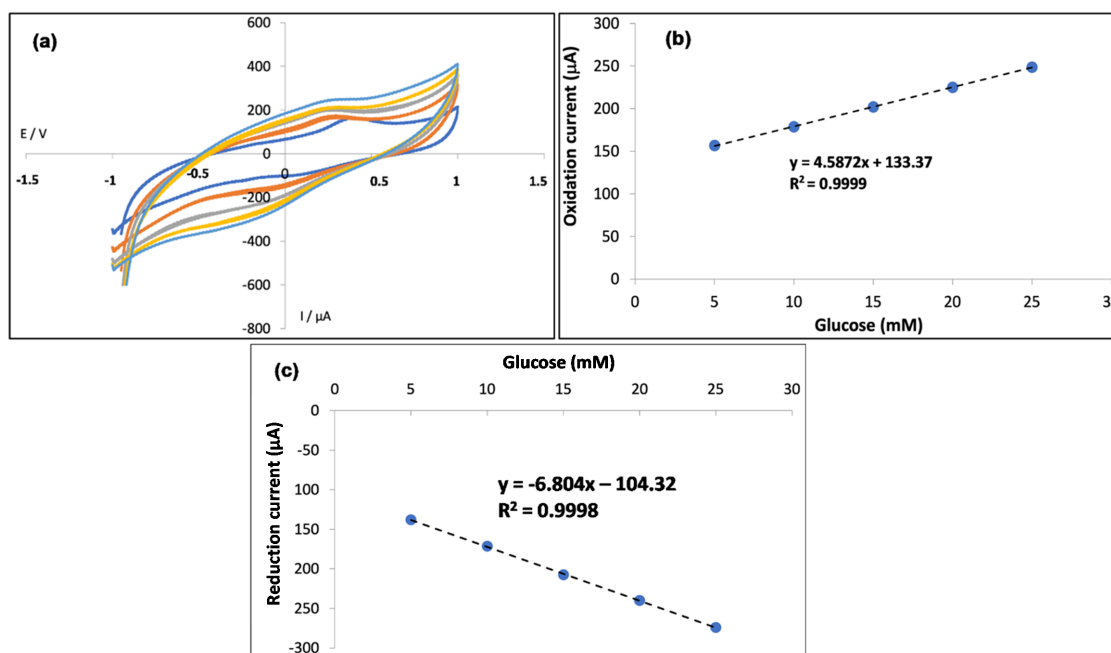 (a)
600
400
200
0
-200
-400
-600
-800
E / V
-1.5
-1
-0.5
0
0.5
1
1.5
I / µA
(b)
Oxidation current (µA)
300
250
200
150
100
50
0
y = 4.5872x + 133.37
R² = 0.9999
0 5 10 15 20 25 30
Glucose (mM)
(c)
Glucose (mM)
0 5 10 15 20 25 30
Reduction current (µA)
0
-50
100
150
200
250
-300
y = -6.804x – 104.32
R² = 0.9998